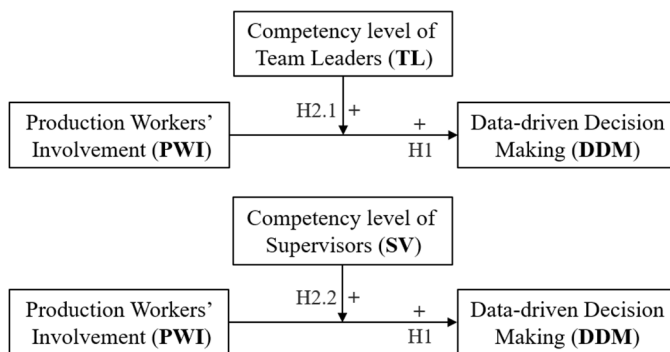 Competency level of
Team Leaders (TL)
H2.1 +
Production Workers'
Involvement (PWI)
+
H1
Data-driven Decision
Making (DDM)
Competency level of
Supervisors (SV)
H2.2 +
Production Workers'
Involvement (PWI)
+
H1
Data-driven Decision
Making (DDM)